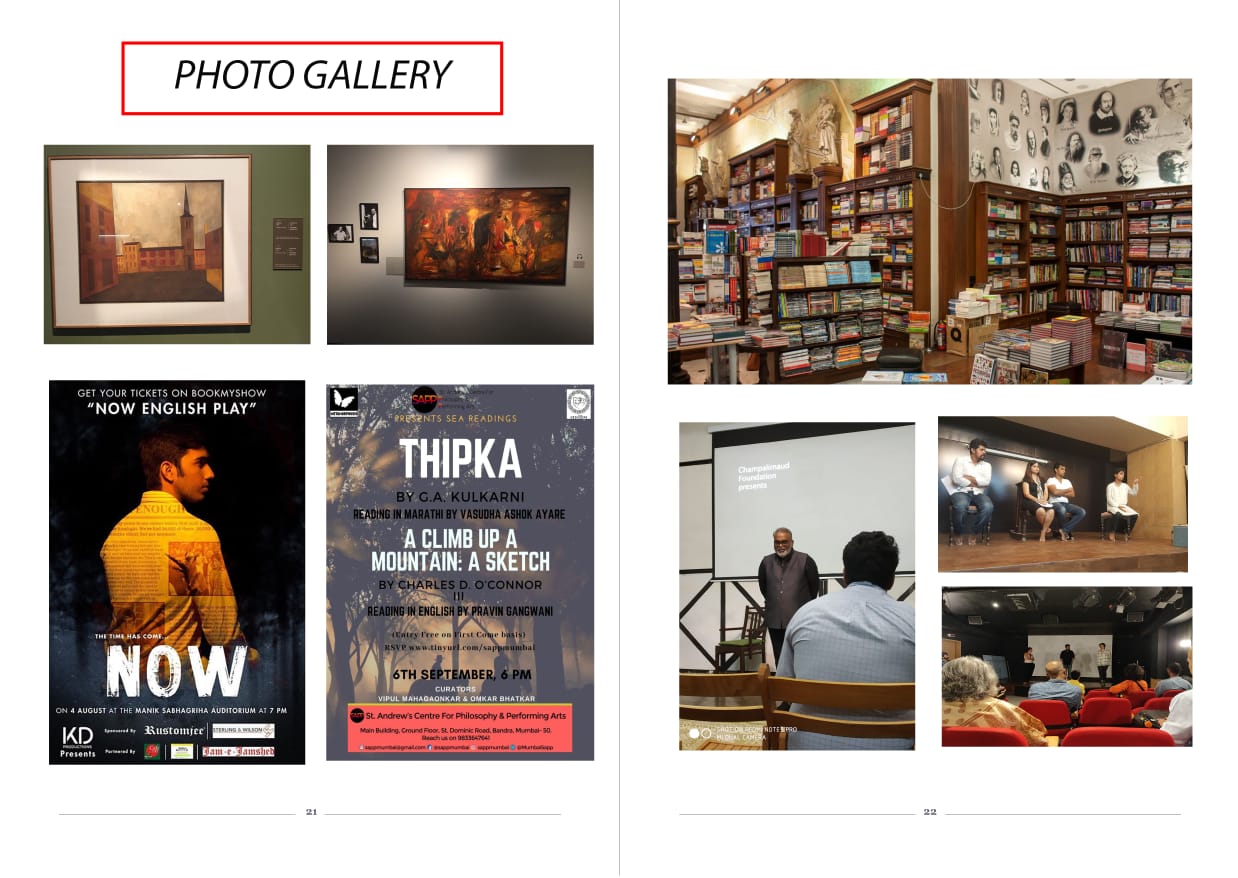 PHOTO GALLERY
GET YOUR TICKETS ON BOOKMYSHOW
"NOW ENGLISH PLAY"
ENOUGH
THE TIME HAS COME...
NOW
ON 4 AUGUST AT THE MANIK SABHAGRIHA AUDITORIUM AT 7 PM
KD
PRODUCTIONS
Presents
Sponsored By
Rustomjee
STERLING & WILSON
Partnered By
Jam-e-Jamshed
SAPP
PRESENTS SEA READINGS
THIPKA
BY G.A. KULKARNI
READING IN MARATHI BY VASUDHA ASHOK AYARE
A CLIMB UP A
MOUNTAIN: A SKETCH
BY CHARLES D. O'CONNOR
III
READING IN ENGLISH BY PRAVIN GANGWANI
(Entry Free on First Come basis)
RSVP www.tinyurl.com/sappmumbai
6TH SEPTEMBER, 6 PM
CURATORS
VIPUL MAHAGAONKAR & OMKAR BHATKAR
SAPP St. Andrew's Centre For Philosophy & Performing Arts
Main Building, Ground Floor, St. Dominic Road, Bandra, Mumbai- 50.
Reach us on 9833647641
sappmumbai@gmail.com @sappmumbai sappmumbai @MumbaiSapp
21
Champalimaud
Foundation
presents
SHOT ON REDMI NOTE 5 PRO
MI DUAL CAMERA
22